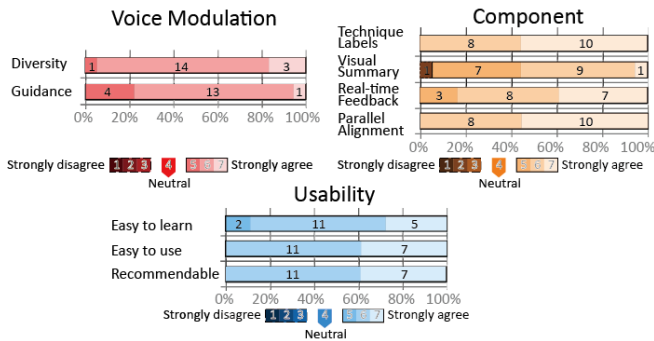 Voice Modulation
Diversity 1 14 3
Guidance 4 13 1
0% 20% 40% 60% 80% 100%
Strongly disagree 1 2 3 4 5 6 7 Strongly agree
Neutral
Component
Technique Labels 8 10
Visual Summary 1 7 9 1
Real-time Feedback 3 8 7
Parallel Alignment 8 10
0% 20% 40% 60% 80% 100%
Strongly disagree 1 2 3 4 5 6 7 Strongly agree
Neutral
Usability
Easy to learn 2 11 5
Easy to use 11 7
Recommendable 11 7
0% 20% 40% 60% 80% 100%
Strongly disagree 1 2 3 4 5 6 7 Strongly agree
Neutral